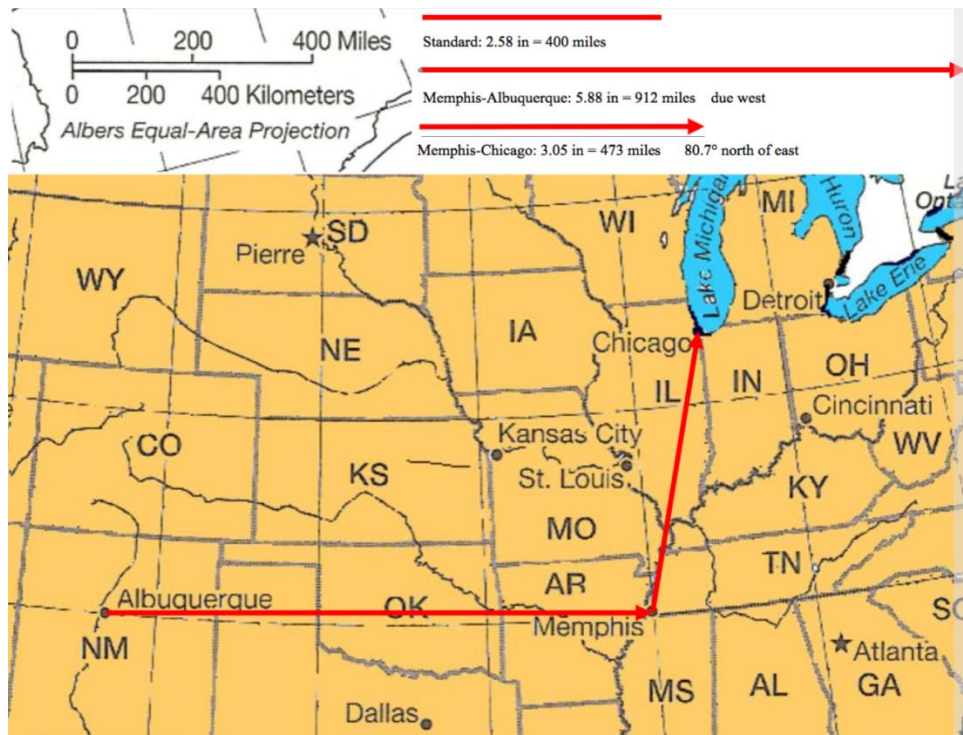 0 200 400 Miles
0 200 400 Kilometers
Albers Equal-Area Projection
Standard: 2.58 in = 400 miles
Memphis-Albuquerque: 5.88 in = 912 miles due west
Memphis-Chicago: 3.05 in = 473 miles 80.7° north of east
WI
MI
Lake Michigan
Huron
Ont
SD
Pierre
WY
Detroit
Lake Erie
IA
NE
Chicago
IL
IN
OH
Cincinnati
CO
Kansas City
WV
KS
St. Louis
KY
MO
TN
AR
Albuquerque
OK
Memphis
SC
NM
Atlanta
MS
AL
GA
Dallas